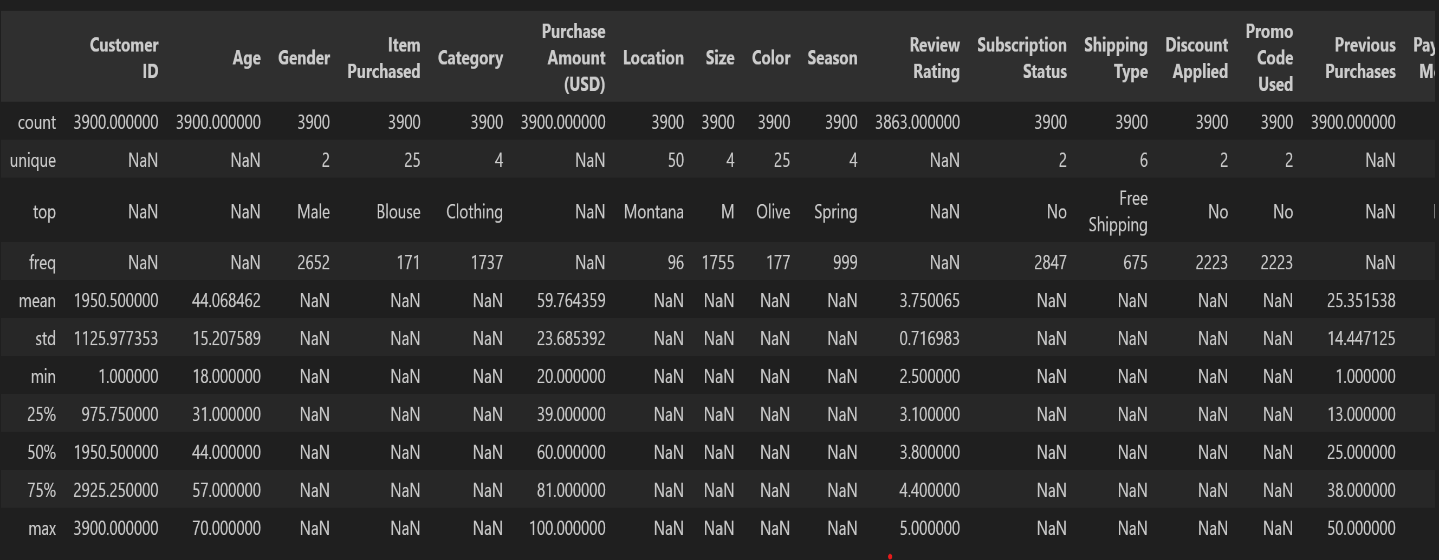 Customer ID Age Gender Item Purchased Category Purchase Amount (USD) Location Size Color Season Review Rating Subscription Status Shipping Type Discount Applied Promo Code Used Previous Purchases
count 3900.000000 3900.000000 3900 3900 3900 3900.000000 3900 3900 3900 3900 3863.000000 3900 3900 3900 3900 3900.000000
unique NaN NaN 2 25 4 NaN 50 4 25 4 NaN 2 6 2 2 NaN
top NaN NaN Male Blouse Clothing NaN Montana M Olive Spring NaN No Free Shipping No No NaN
freq NaN NaN 2652 171 1737 NaN 96 1755 177 999 NaN 2847 675 2223 2223 NaN
mean 1950.500000 44.068462 NaN NaN NaN 59.764359 NaN NaN NaN NaN 3.750065 NaN NaN NaN NaN 25.351538
std 1125.977353 15.207589 NaN NaN NaN 23.685392 NaN NaN NaN NaN 0.716983 NaN NaN NaN NaN 14.447125
min 1.000000 18.000000 NaN NaN NaN 20.000000 NaN NaN NaN NaN 2.500000 NaN NaN NaN NaN 1.000000
25% 975.750000 31.000000 NaN NaN NaN 39.000000 NaN NaN NaN NaN 3.100000 NaN NaN NaN NaN 13.000000
50% 1950.500000 44.000000 NaN NaN NaN 60.000000 NaN NaN NaN NaN 3.800000 NaN NaN NaN NaN 25.000000
75% 2925.250000 57.000000 NaN NaN NaN 81.000000 NaN NaN NaN NaN 4.400000 NaN NaN NaN NaN 38.000000
max 3900.000000 70.000000 NaN NaN NaN 100.000000 NaN NaN NaN NaN 5.000000 NaN NaN NaN NaN 50.000000